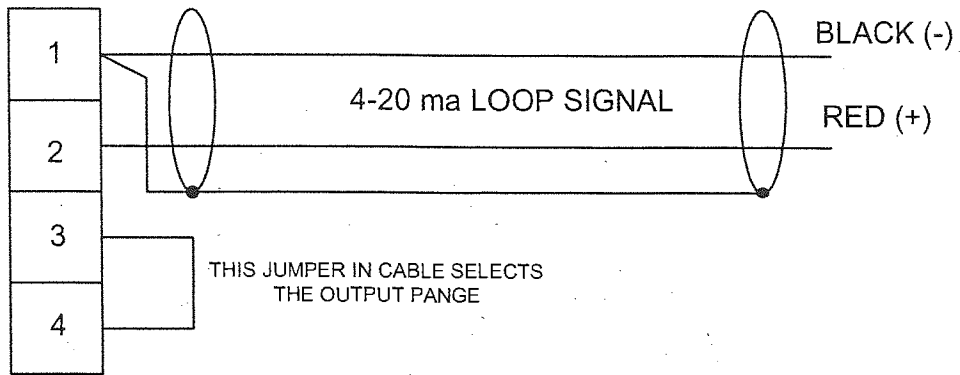 1
BLACK (-)
4-20 ma LOOP SIGNAL
RED (+)
2
3
THIS JUMPER IN CABLE SELECTS
THE OUTPUT PANGE
4